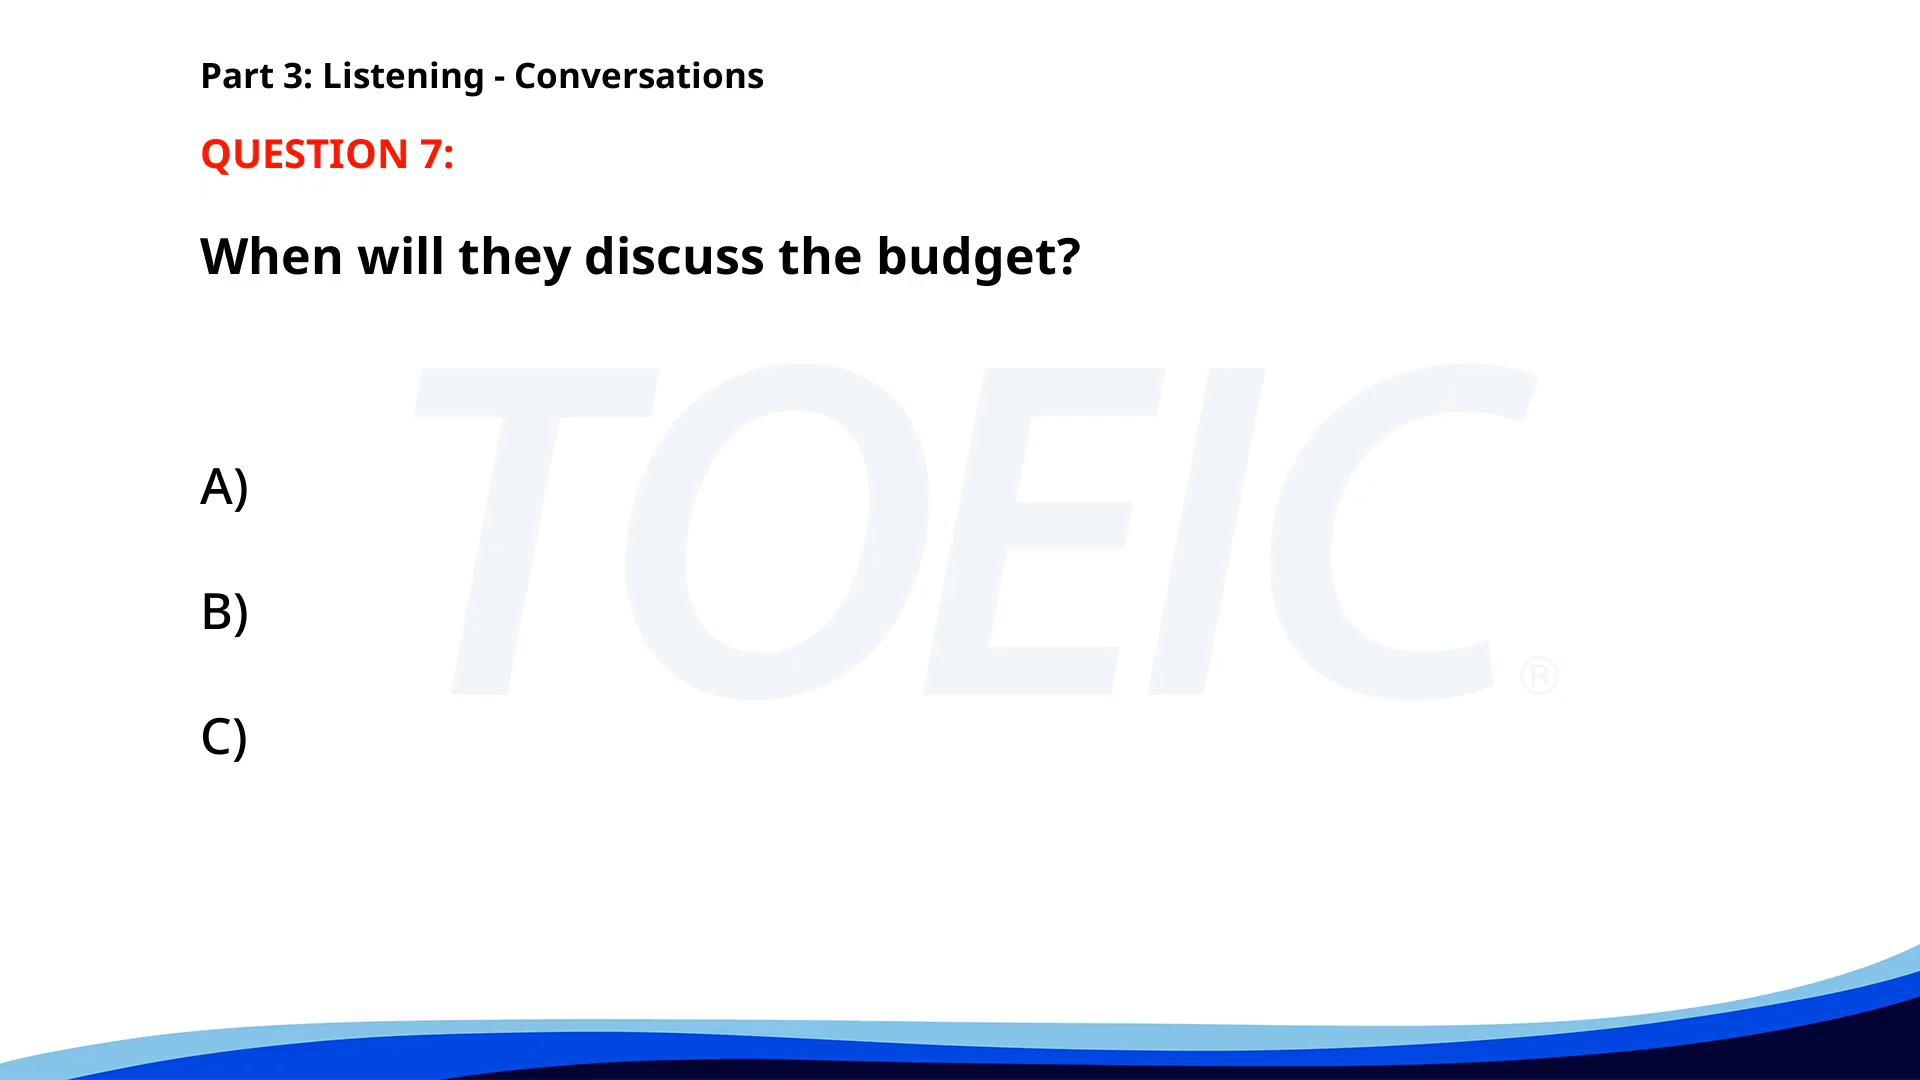 Part 3: Listening - Conversations
QUESTION 7:
When will they discuss the budget?
TOEIC®
A)
B)
C)